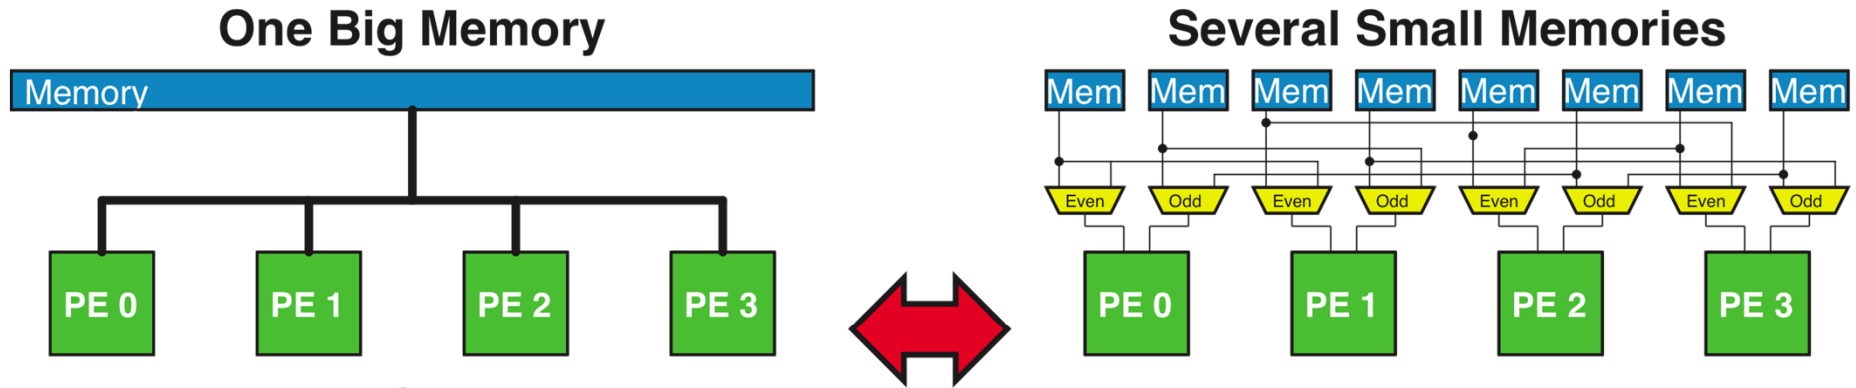 One Big Memory
Memory
PE 0 PE 1 PE 2 PE 3
Several Small Memories
Mem Mem Mem Mem Mem Mem Mem Mem
Even Odd Even Odd Even Odd Even Odd
PE 0 PE 1 PE 2 PE 3